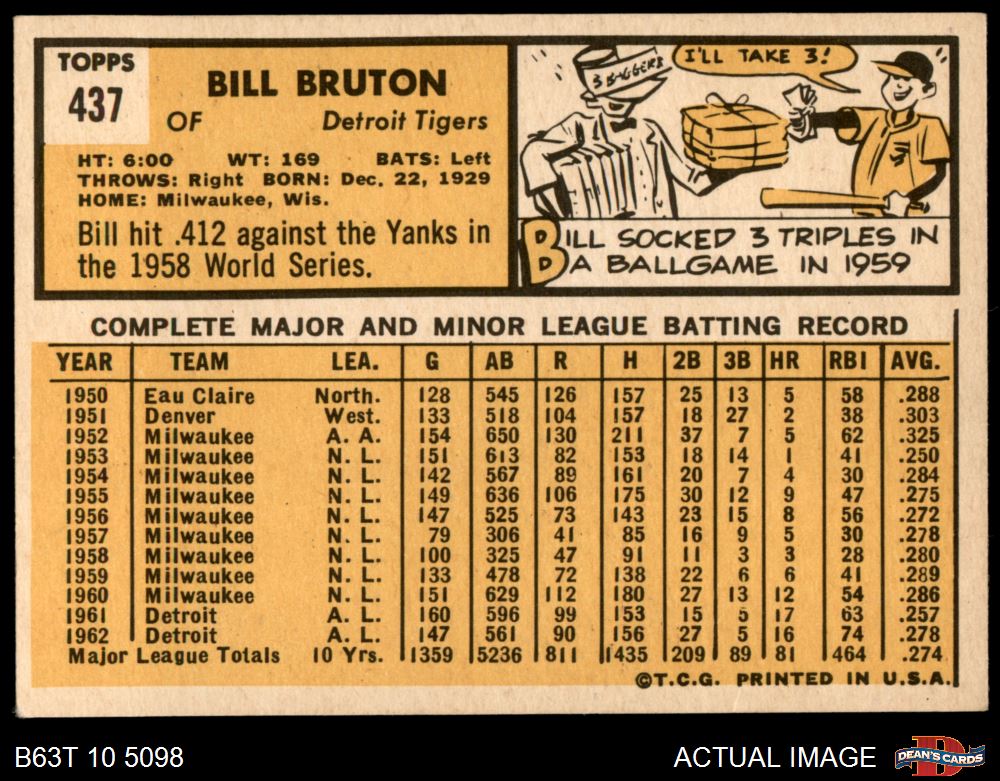 TOPPS
437
BILL BRUTON
OF Detroit Tigers
HT: 6:00 WT: 169 BATS: Left
THROWS: Right BORN: Dec. 22, 1929
HOME: Milwaukee, Wis.
Bill hit .412 against the Yanks in
the 1958 World Series.
3 BAGGERS
I'LL TAKE 3!
BILL SOCKED 3 TRIPLES IN
A BALLGAME IN 1959
COMPLETE MAJOR AND MINOR LEAGUE BATTING RECORD
YEAR TEAM LEA. G AB R H 2B 3B HR RBI AVG.
1950 Eau Claire North. 128 545 126 157 25 13 5 58 .288
1951 Denver West. 133 518 104 157 18 27 2 38 .303
1952 Milwaukee A. A. 154 650 130 211 37 7 5 62 .325
1953 Milwaukee N. L. 151 613 82 153 18 14 1 41 .250
1954 Milwaukee N. L. 142 567 89 161 20 7 4 30 .284
1955 Milwaukee N. L. 149 636 106 175 30 12 9 47 .275
1956 Milwaukee N. L. 147 525 73 143 23 15 8 56 .272
1957 Milwaukee N. L. 79 306 41 85 16 9 5 30 .278
1958 Milwaukee N. L. 100 325 47 91 11 3 3 28 .280
1959 Milwaukee N. L. 133 478 72 138 22 6 6 41 .289
1960 Milwaukee N. L. 151 629 112 180 27 13 12 54 .286
1961 Detroit A. L. 160 596 99 153 15 5 17 63 .257
1962 Detroit A. L. 147 561 90 156 27 5 16 74 .278
Major League Totals 10 Yrs. 1359 5236 811 1435 209 89 81 464 .274
©T.C.G. PRINTED IN U.S.A.
B63T 10 5098
ACTUAL IMAGE
DEAN'S CARDS